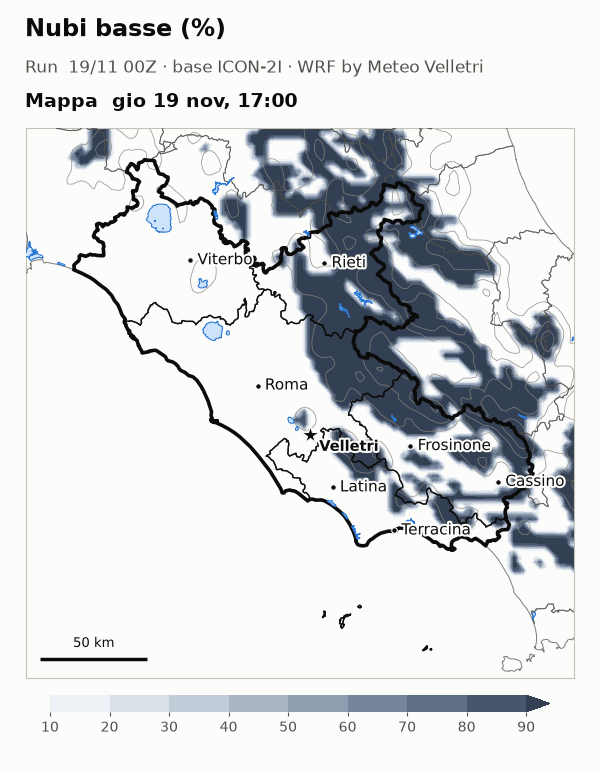 Nubi basse (%)
Run  19/11 00Z · base ICON-2I · WRF by Meteo Velletri
Mappa  gio 19 nov, 17:00
Viterbo
Rieti
Roma
Velletri
Frosinone
Latina
Cassino
Terracina
50 km
10 20 30 40 50 60 70 80 90